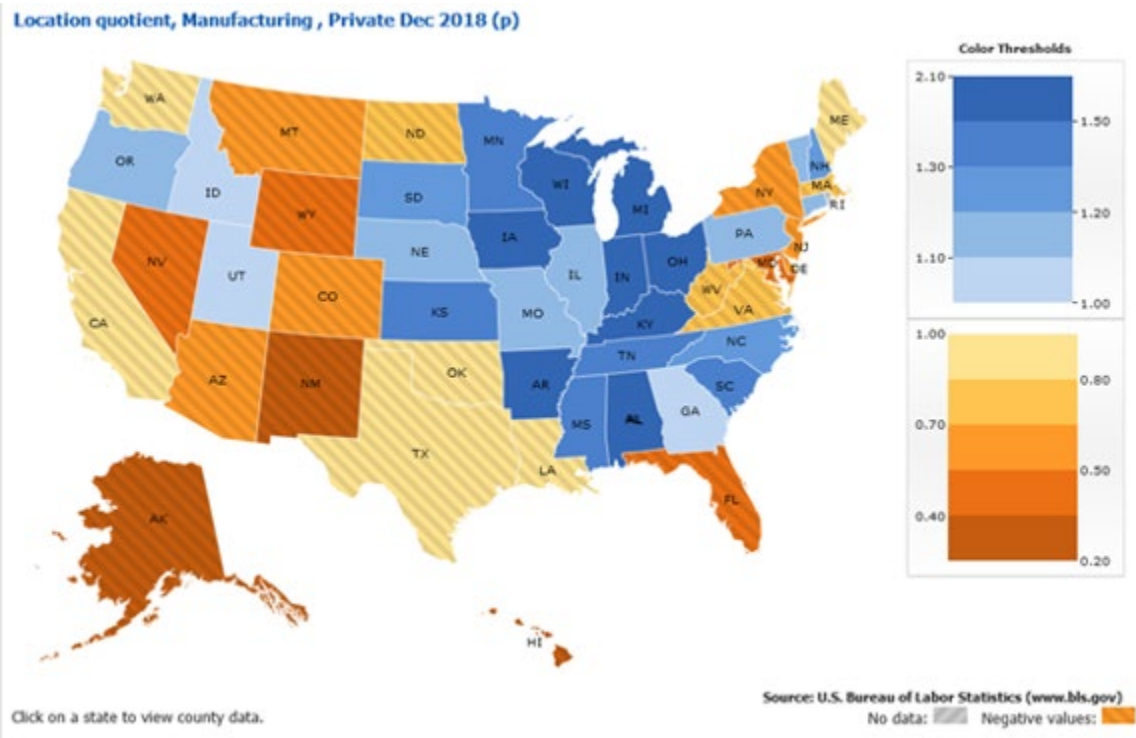 Location quotient, Manufacturing , Private Dec 2018 (p)
Color Thresholds
2.10
1.50
1.30
1.20
1.10
1.00
1.00
0.80
0.70
0.50
0.40
0.20
WA
MT
ND
MN
ME
OR
ID
SD
WI
MI
NY
NH
MA
RI
WY
IA
NE
PA
NJ
NV
UT
CO
IL
IN
OH
MD
DE
WV
VA
CA
KS
MO
KY
AZ
NM
OK
AR
TN
NC
SC
MS
AL
GA
TX
LA
FL
AK
HI
Source: U.S. Bureau of Labor Statistics (www.bls.gov)
Click on a state to view county data.
No data:
Negative values: